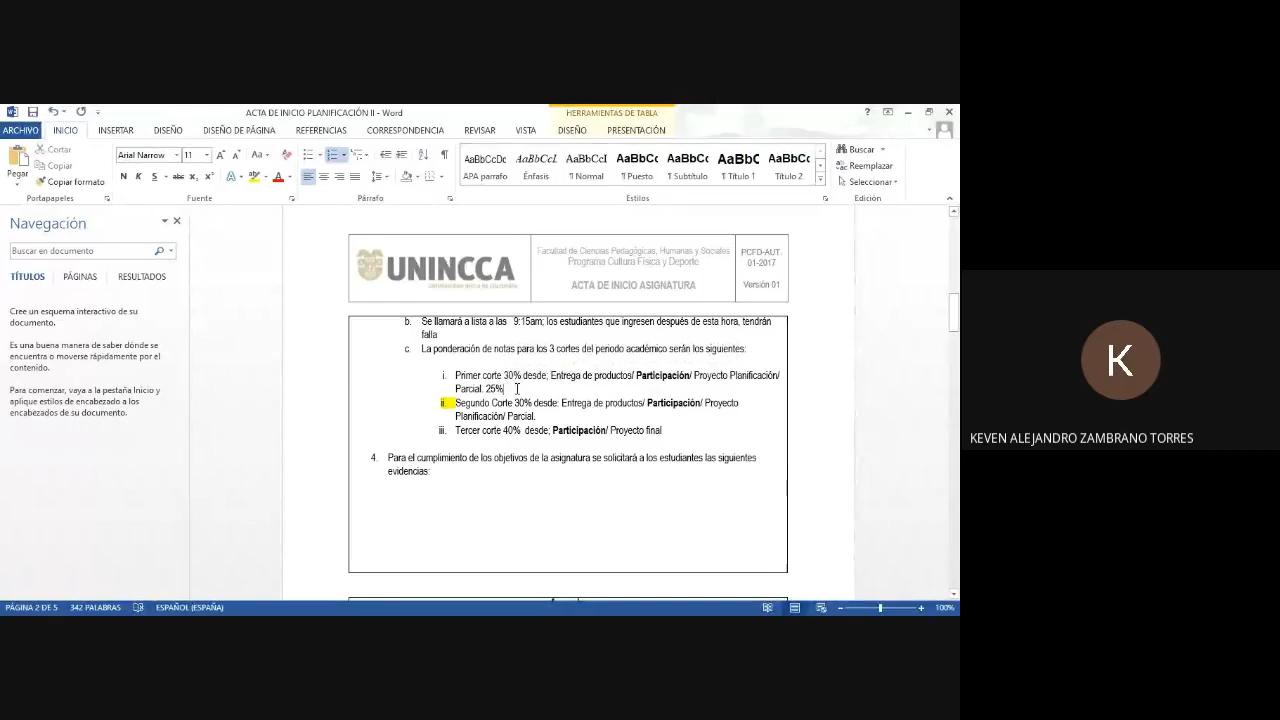 ACTA DE INICIO PLANIFICACIÓN II - Word
HERRAMIENTAS DE TABLA
ARCHIVO INICIO INSERTAR DISEÑO DISEÑO DE PÁGINA REFERENCIAS CORRESPONDENCIA REVISAR VISTA DISEÑO PRESENTACIÓN
Cortar
Copiar
Copiar formato
Pegar
Portapapeles
Arial Narrow 11
N K S abc x₂ x²
Fuente
Párrafo
AaBbCcDc AaBbCcL AaBbCcI AaBbCc AaBbCc AaBbC AaBbCc
APA parrafo Énfasis ¶ Normal ¶ Puesto ¶ Subtítulo ¶ Título 1 Título 2
Estilos
Buscar
Reemplazar
Seleccionar
Edición
Navegación
Buscar en documento
TÍTULOS PÁGINAS RESULTADOS
Cree un esquema interactivo de su
documento.
Es una buena manera de saber dónde se
encuentra o moverse rápidamente por el
contenido.
Para comenzar, vaya a la pestaña Inicio y
aplique estilos de encabezado a los
encabezados de su documento.
UNINCCA
Facultad de Ciencias Pedagógicas, Humanas y Sociales
Programa Cultura Física y Deporte
ACTA DE INICIO ASIGNATURA
PCFD-AUT.
01-2017
Versión 01
b. Se llamará a lista a las 9:15am; los estudiantes que ingresen después de esta hora, tendrán
falla
c. La ponderación de notas para los 3 cortes del periodo académico serán los siguientes:
i. Primer corte 30% desde; Entrega de productos/ Participación/ Proyecto Planificación/
Parcial. 25%
ii. Segundo Corte 30% desde: Entrega de productos/ Participación/ Proyecto
Planificación/ Parcial.
iii. Tercer corte 40% desde; Participación/ Proyecto final
4. Para el cumplimiento de los objetivos de la asignatura se solicitará a los estudiantes las siguientes
evidencias:
PÁGINA 2 DE 5 342 PALABRAS ESPAÑOL (ESPAÑA) 100%
K
KEVEN ALEJANDRO ZAMBRANO TORRES